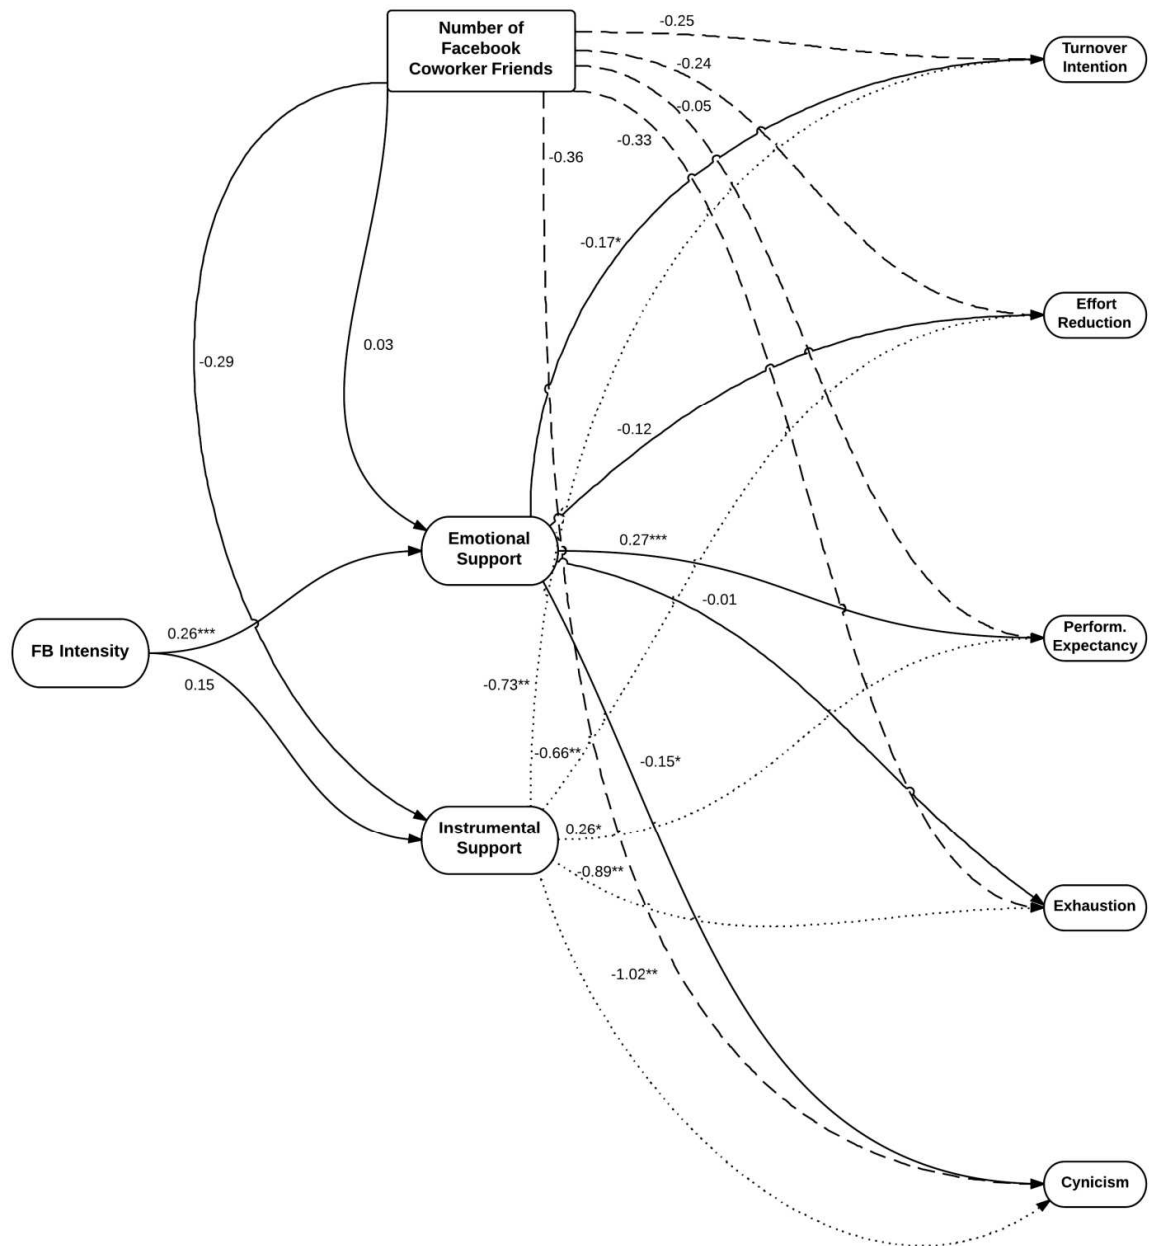 Number of
Facebook
Coworker Friends
-0.25
Turnover
Intention
-0.24
-0.05
-0.33
-0.36
-0.17*
Effort
Reduction
0.03
-0.29
-0.12
Emotional
Support
0.27***
-0.01
Perform.
Expectancy
0.26***
FB Intensity
0.15
-0.73**
-0.66**
-0.15*
Instrumental
Support
0.26*
-0.89**
Exhaustion
-1.02**
Cynicism